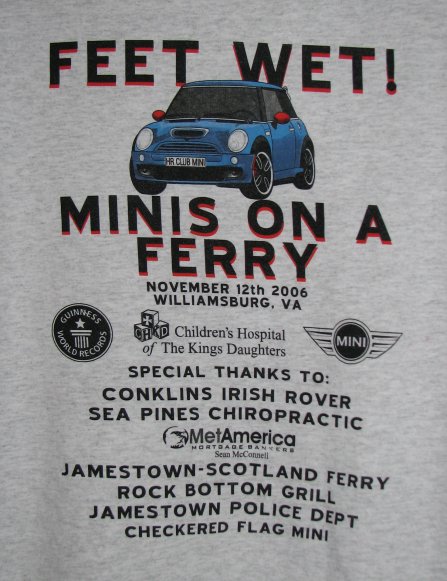 FEET WET!
HR CLUB MINI
MINIS ON A
FERRY
NOVEMBER 12th 2006
WILLIAMSBURG, VA
GUINNESS
WORLD RECORDS
CHKD
Children's Hospital
of The Kings Daughters
MINI
SPECIAL THANKS TO:
CONKLINS IRISH ROVER
SEA PINES CHIROPRACTIC
MetAmerica
MORTGAGE BANKERS
Sean McConnell
JAMESTOWN-SCOTLAND FERRY
ROCK BOTTOM GRILL
JAMESTOWN POLICE DEPT
CHECKERED FLAG MINI